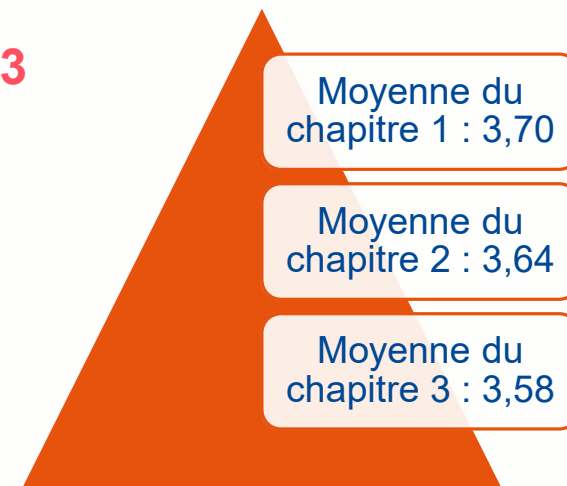 3
Moyenne du
chapitre 1 : 3,70
Moyenne du
chapitre 2 : 3,64
Moyenne du
chapitre 3 : 3,58